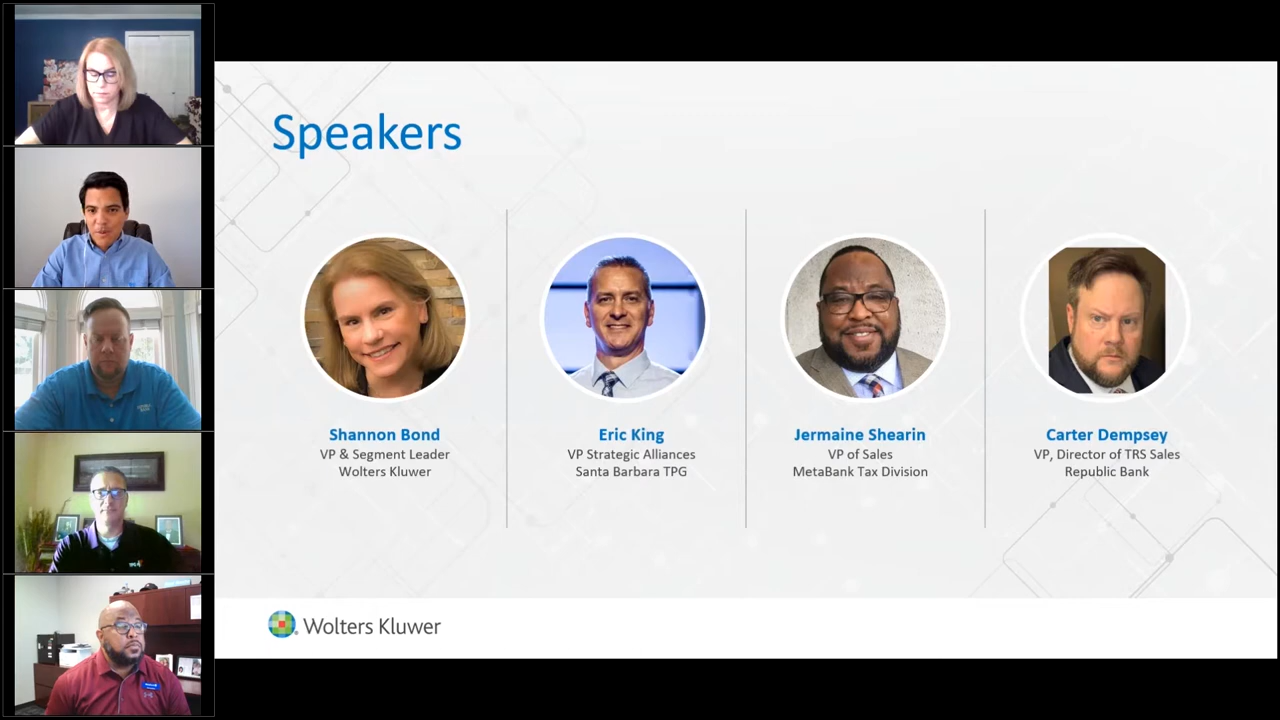 Speakers
Shannon Bond
VP & Segment Leader
Wolters Kluwer
Eric King
VP Strategic Alliances
Santa Barbara TPG
Jermaine Shearin
VP of Sales
MetaBank Tax Division
Carter Dempsey
VP, Director of TRS Sales
Republic Bank
Wolters Kluwer